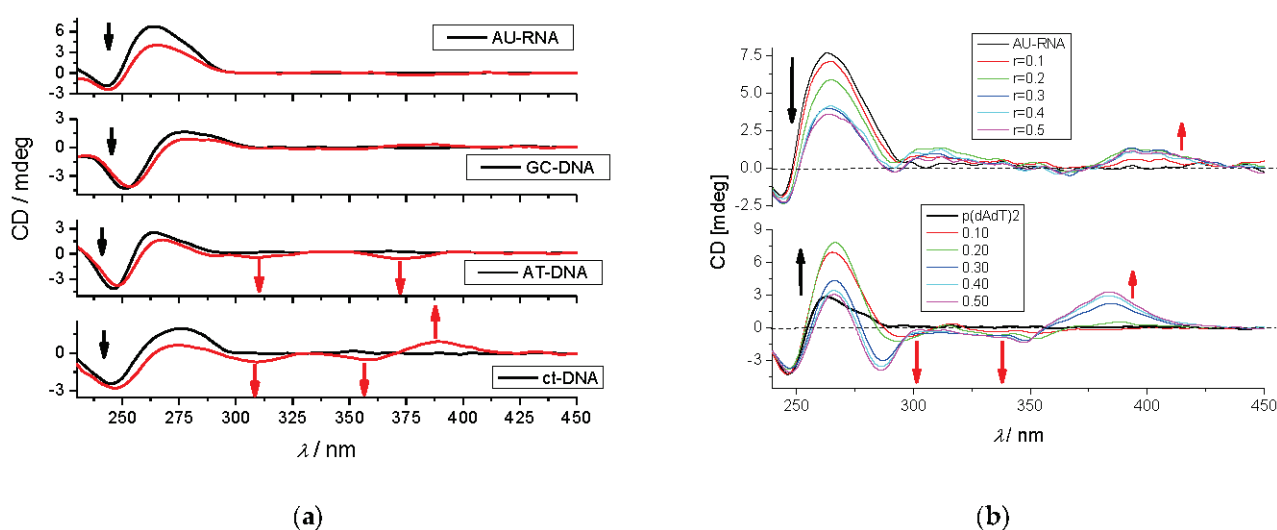 6
3
0
-3
AU-RNA
3
0
-3
GC-DNA
3
0
-3
AT-DNA
3
0
-3
ct-DNA
CD / mdeg
250 275 300 325 350 375 400 425 450
λ / nm
(a)
7.5
5.0
2.5
0.0
-2.5
AU-RNA
r=0.1
r=0.2
r=0.3
r=0.4
r=0.5
9
6
3
0
-3
p(dAdT)2
0.10
0.20
0.30
0.40
0.50
CD [mdeg]
250 300 350 400 450
λ / nm
(b)